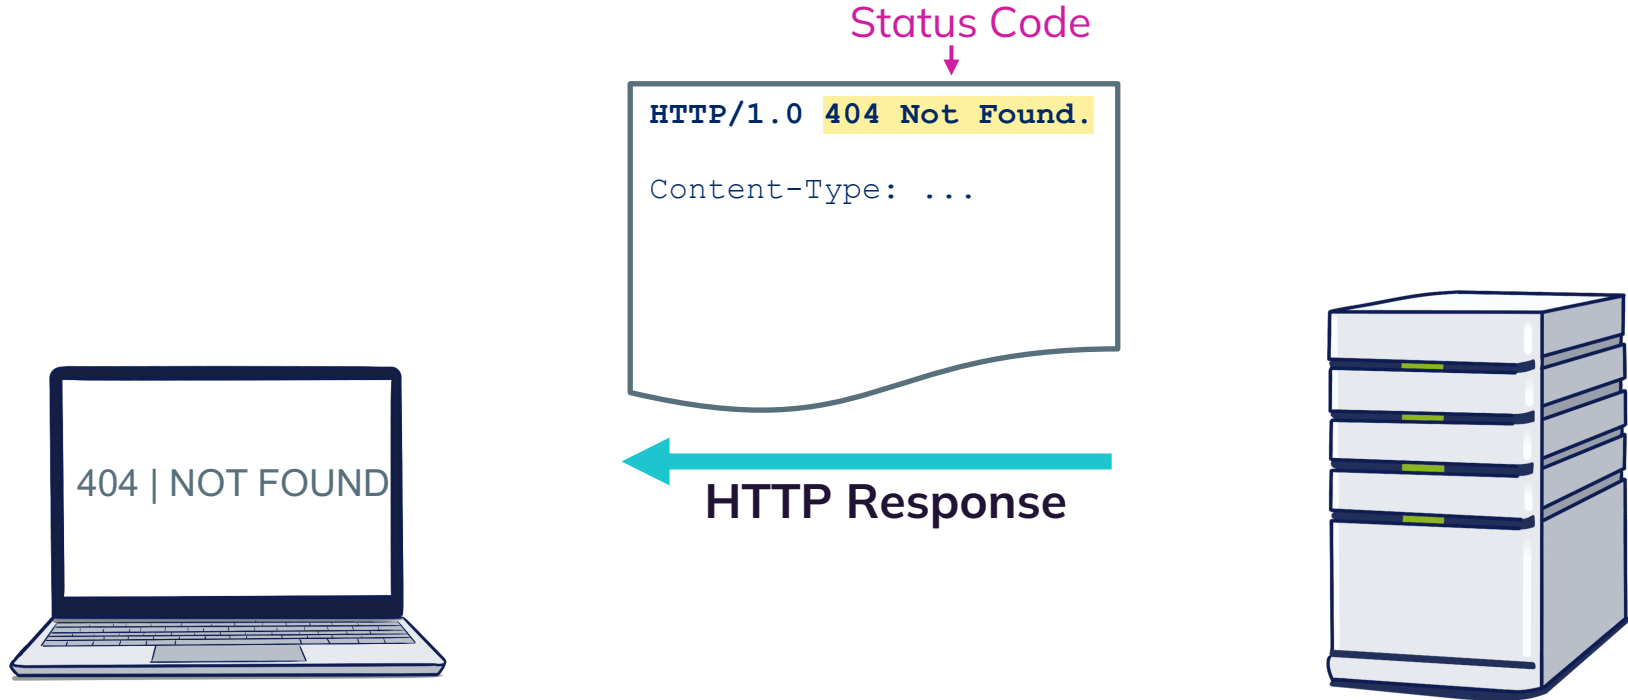 Status Code
HTTP/1.0 404 Not Found.
Content-Type: ...
404 | NOT FOUND
HTTP Response